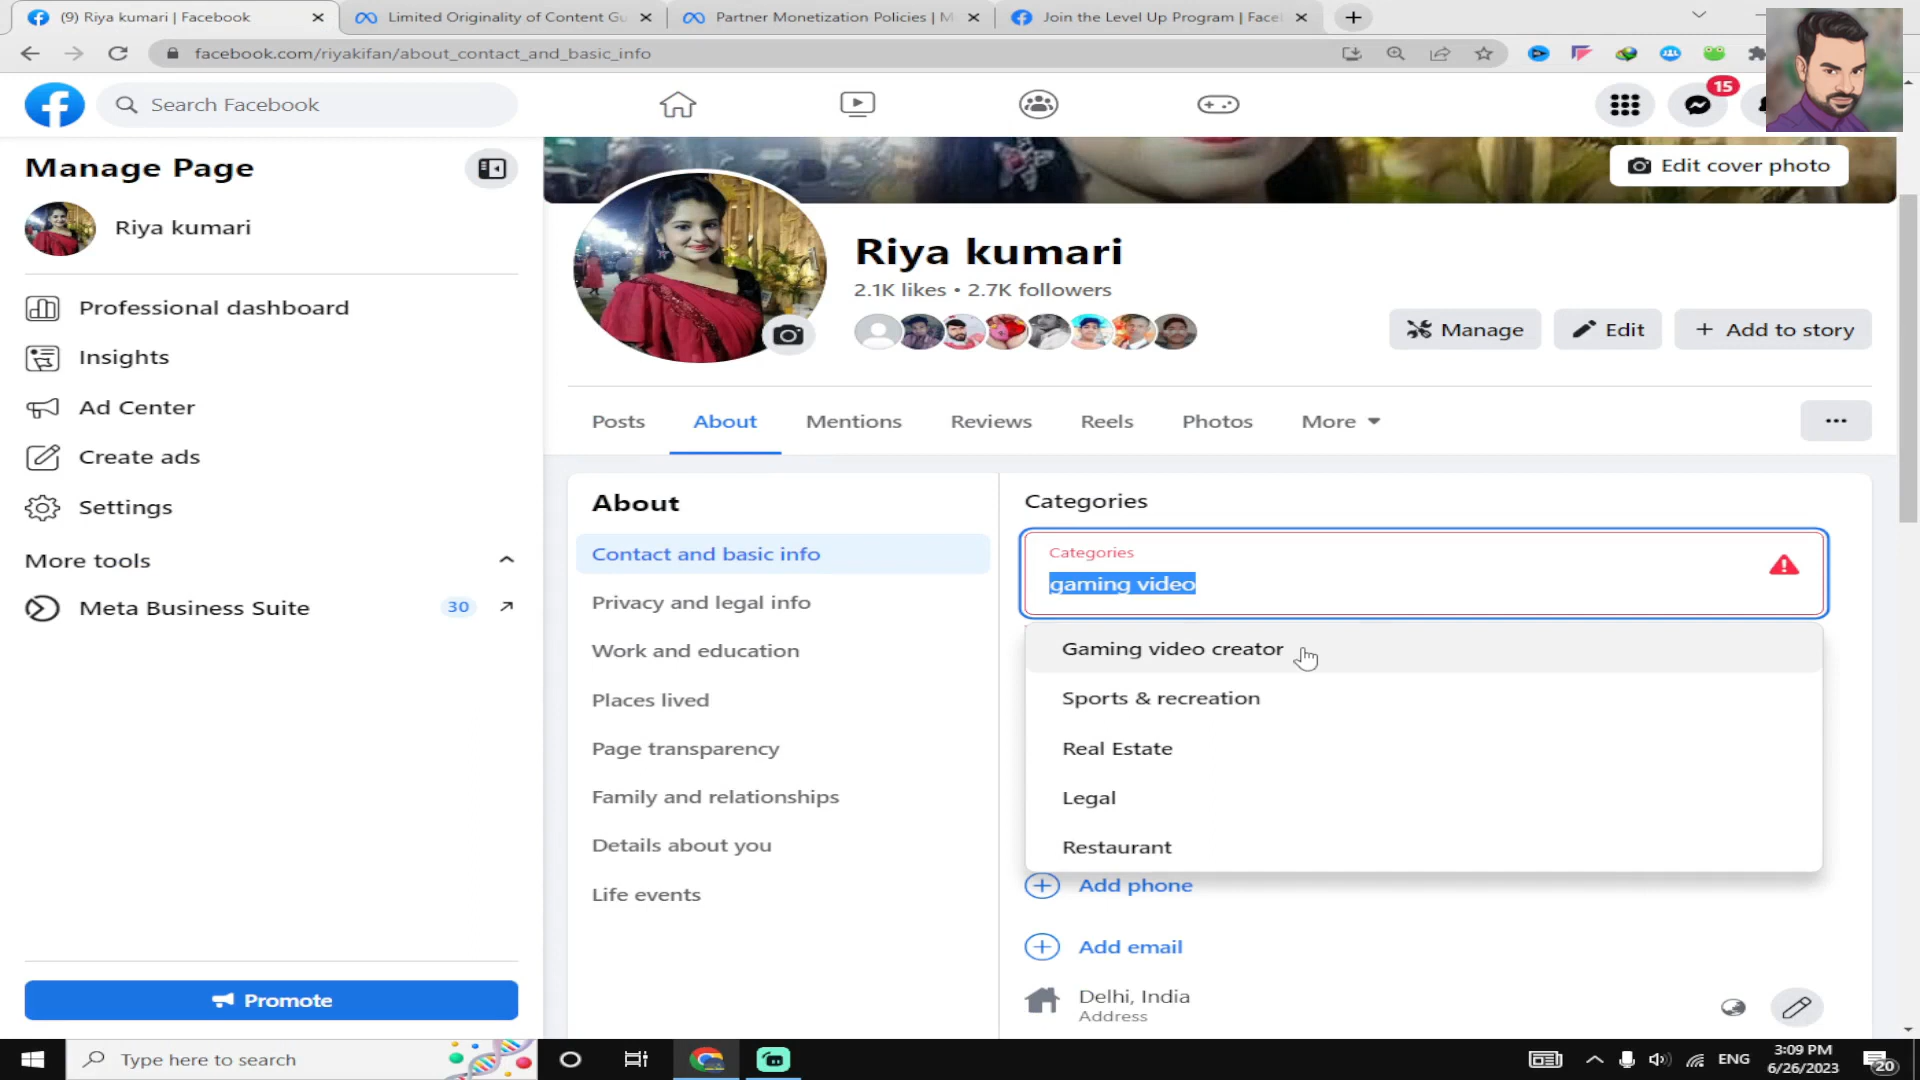 (9) Riya kumari | Facebook
Limited Originality of Content Gu
Partner Monetization Policies | M
Join the Level Up Program | Face
facebook.com/riyakifan/about_contact_and_basic_info
Search Facebook
15
Manage Page
Riya kumari
Professional dashboard
Insights
Ad Center
Create ads
Settings
More tools
Meta Business Suite 30
Promote
Edit cover photo
Riya kumari
2.1K likes • 2.7K followers
Manage
Edit
+ Add to story
Posts
About
Mentions
Reviews
Reels
Photos
More
About
Contact and basic info
Privacy and legal info
Work and education
Places lived
Page transparency
Family and relationships
Details about you
Life events
Categories
Categories
gaming video
Gaming video creator
Sports & recreation
Real Estate
Legal
Restaurant
Add phone
Add email
Delhi, India
Address
Type here to search
ENG
3:09 PM
6/26/2023
20